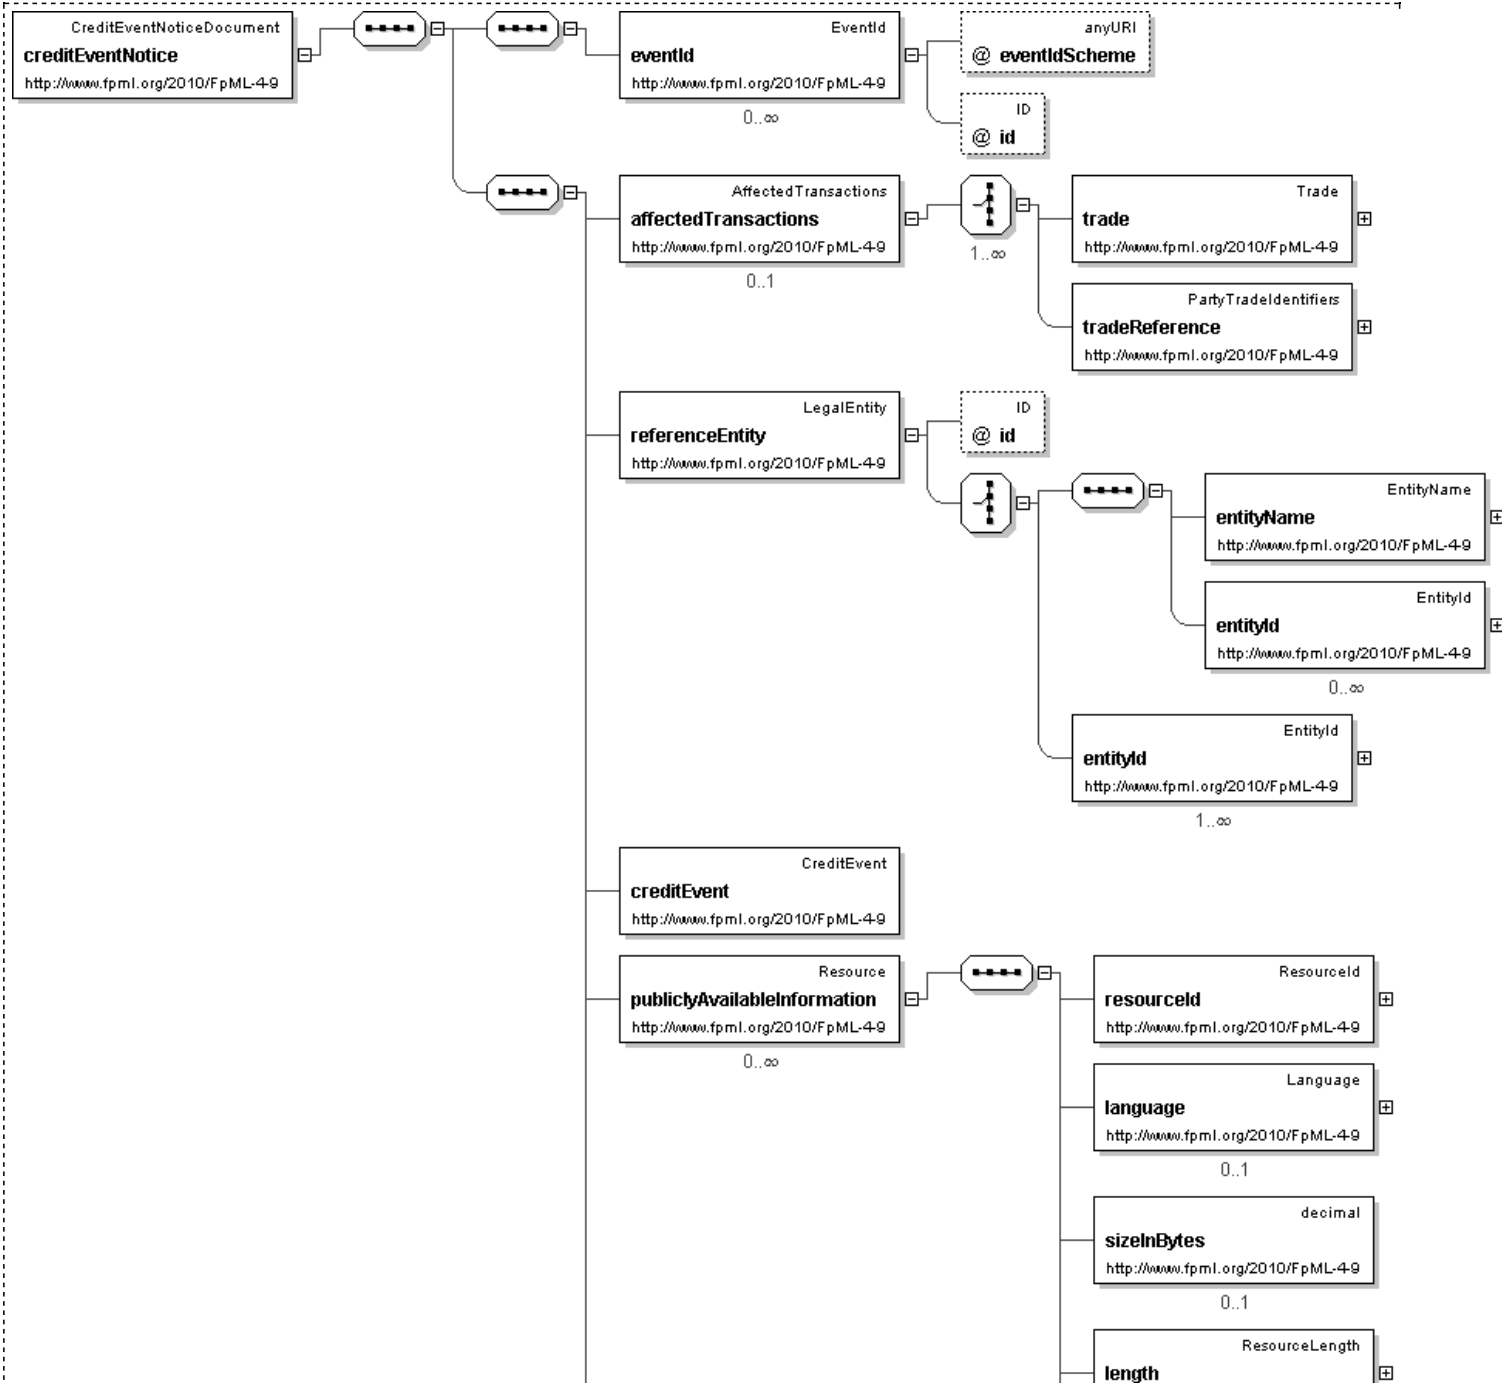 CreditEventNoticeDocument
creditEventNotice
http://www.fpml.org/2010/FpML-4-9
EventId
eventId
http://www.fpml.org/2010/FpML-4-9
0..∞
anyURI
@ eventIdScheme
ID
@ id
AffectedTransactions
affectedTransactions
http://www.fpml.org/2010/FpML-4-9
0..1
1..∞
Trade
trade
http://www.fpml.org/2010/FpML-4-9
PartyTradeIdentifiers
tradeReference
http://www.fpml.org/2010/FpML-4-9
LegalEntity
referenceEntity
http://www.fpml.org/2010/FpML-4-9
ID
@ id
EntityName
entityName
http://www.fpml.org/2010/FpML-4-9
EntityId
entityId
http://www.fpml.org/2010/FpML-4-9
0..∞
EntityId
entityId
http://www.fpml.org/2010/FpML-4-9
1..∞
CreditEvent
creditEvent
http://www.fpml.org/2010/FpML-4-9
Resource
publiclyAvailableInformation
http://www.fpml.org/2010/FpML-4-9
0..∞
ResourceId
resourceId
http://www.fpml.org/2010/FpML-4-9
Language
language
http://www.fpml.org/2010/FpML-4-9
0..1
decimal
sizeInBytes
http://www.fpml.org/2010/FpML-4-9
0..1
ResourceLength
length